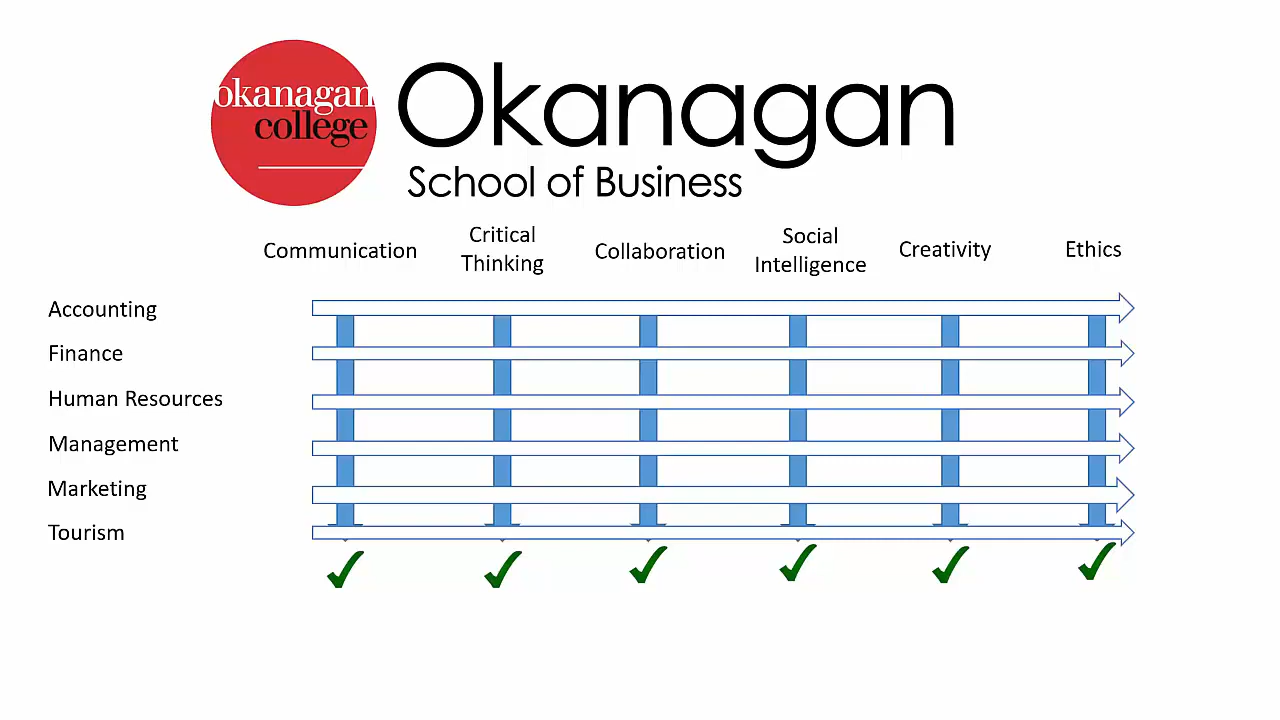 okanagan
college
Okanagan
School of Business
Communication
Critical
Thinking
Collaboration
Social
Intelligence
Creativity
Ethics
Accounting
Finance
Human Resources
Management
Marketing
Tourism